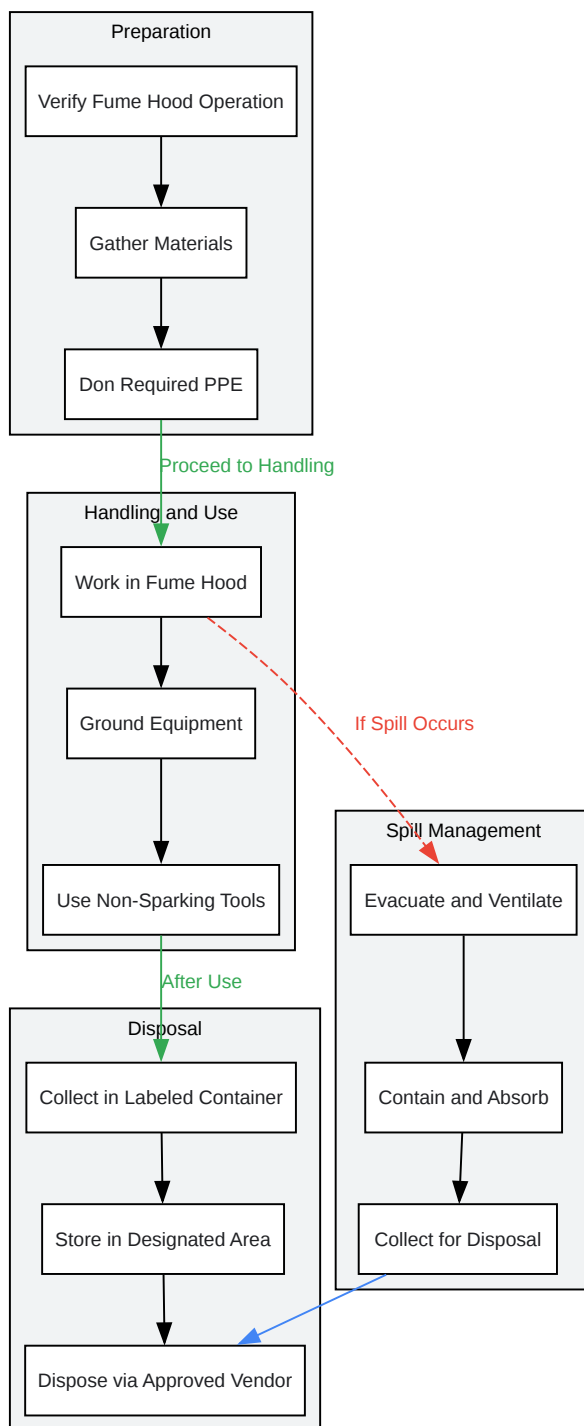 Preparation
Verify Fume Hood Operation
Gather Materials
Don Required PPE
Proceed to Handling
Handling and Use
Work in Fume Hood
Ground Equipment
If Spill Occurs
Use Non-Sparking Tools
Spill Management
Evacuate and Ventilate
Contain and Absorb
Collect for Disposal
After Use
Disposal
Collect in Labeled Container
Store in Designated Area
Dispose via Approved Vendor